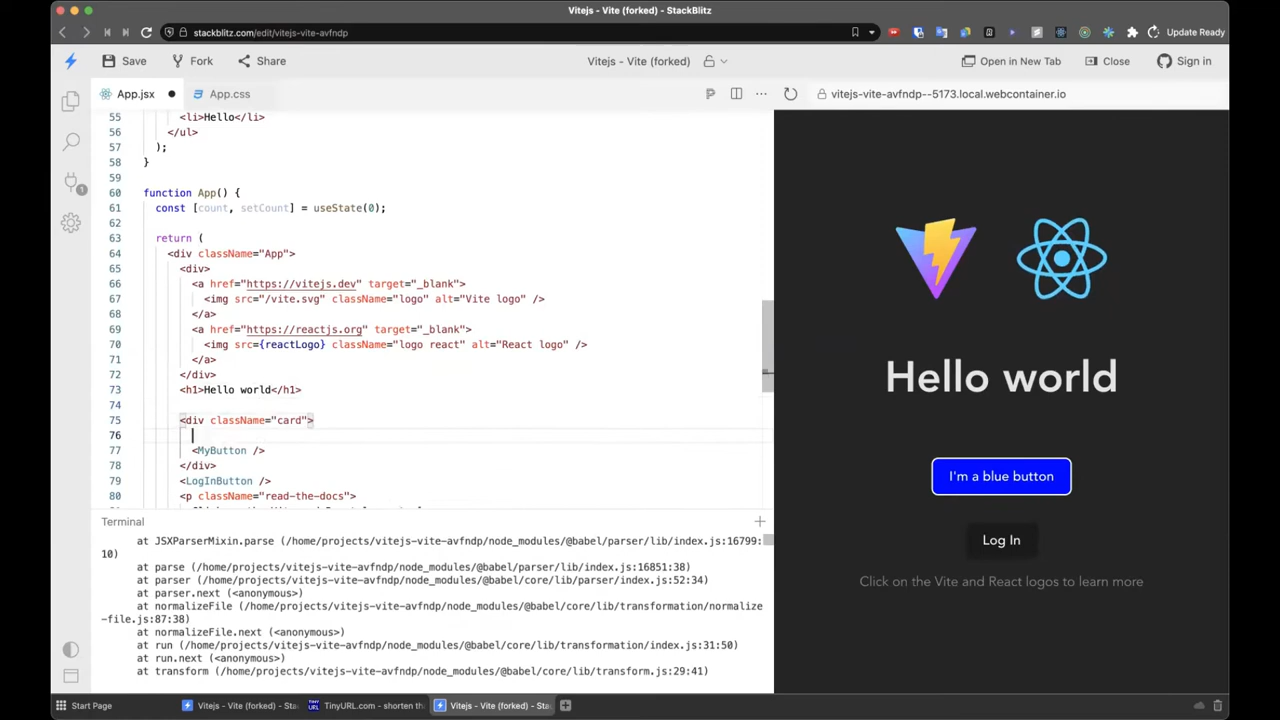 Vitejs - Vite (forked) - StackBlitz
stackblitz.com/edit/vitejs-vite-avfndp
Update Ready
Save
Fork
Share
Vitejs - Vite (forked)
Open in New Tab
Close
Sign in
App.jsx
App.css
vitejs-vite-avfndp--5173.local.webcontainer.io
55 <li>Hello</li>
56 </ul>
57 );
58 }
59
60 function App() {
61 const [count, setCount] = useState(0);
62
63 return (
64 <div className="App">
65 <div>
66 <a href="https://vitejs.dev" target="_blank">
67 <img src="/vite.svg" className="logo" alt="Vite logo" />
68 </a>
69 <a href="https://reactjs.org" target="_blank">
70 <img src={reactLogo} className="logo react" alt="React logo" />
71 </a>
72 </div>
73 <h1>Hello world</h1>
74
75 <div className="card">
76
77 <MyButton />
78 </div>
79 <LogInButton />
80 <p className="read-the-docs">
1
Hello world
I'm a blue button
Log In
Click on the Vite and React logos to learn more
Terminal
at JSXParserMixin.parse (/home/projects/vitejs-vite-avfndp/node_modules/@babel/parser/lib/index.js:16799:
10)
at parse (/home/projects/vitejs-vite-avfndp/node_modules/@babel/parser/lib/index.js:16851:38)
at parser (/home/projects/vitejs-vite-avfndp/node_modules/@babel/core/lib/parser/index.js:52:34)
at parser.next (<anonymous>)
at normalizeFile (/home/projects/vitejs-vite-avfndp/node_modules/@babel/core/lib/transformation/normalize
-file.js:87:38)
at normalizeFile.next (<anonymous>)
at run (/home/projects/vitejs-vite-avfndp/node_modules/@babel/core/lib/transformation/index.js:31:50)
at run.next (<anonymous>)
at transform (/home/projects/vitejs-vite-avfndp/node_modules/@babel/core/lib/transform.js:29:41)
Start Page
Vitejs - Vite (forked) - Sta
TinyURL.com - shorten th
Vitejs - Vite (forked) - Sta